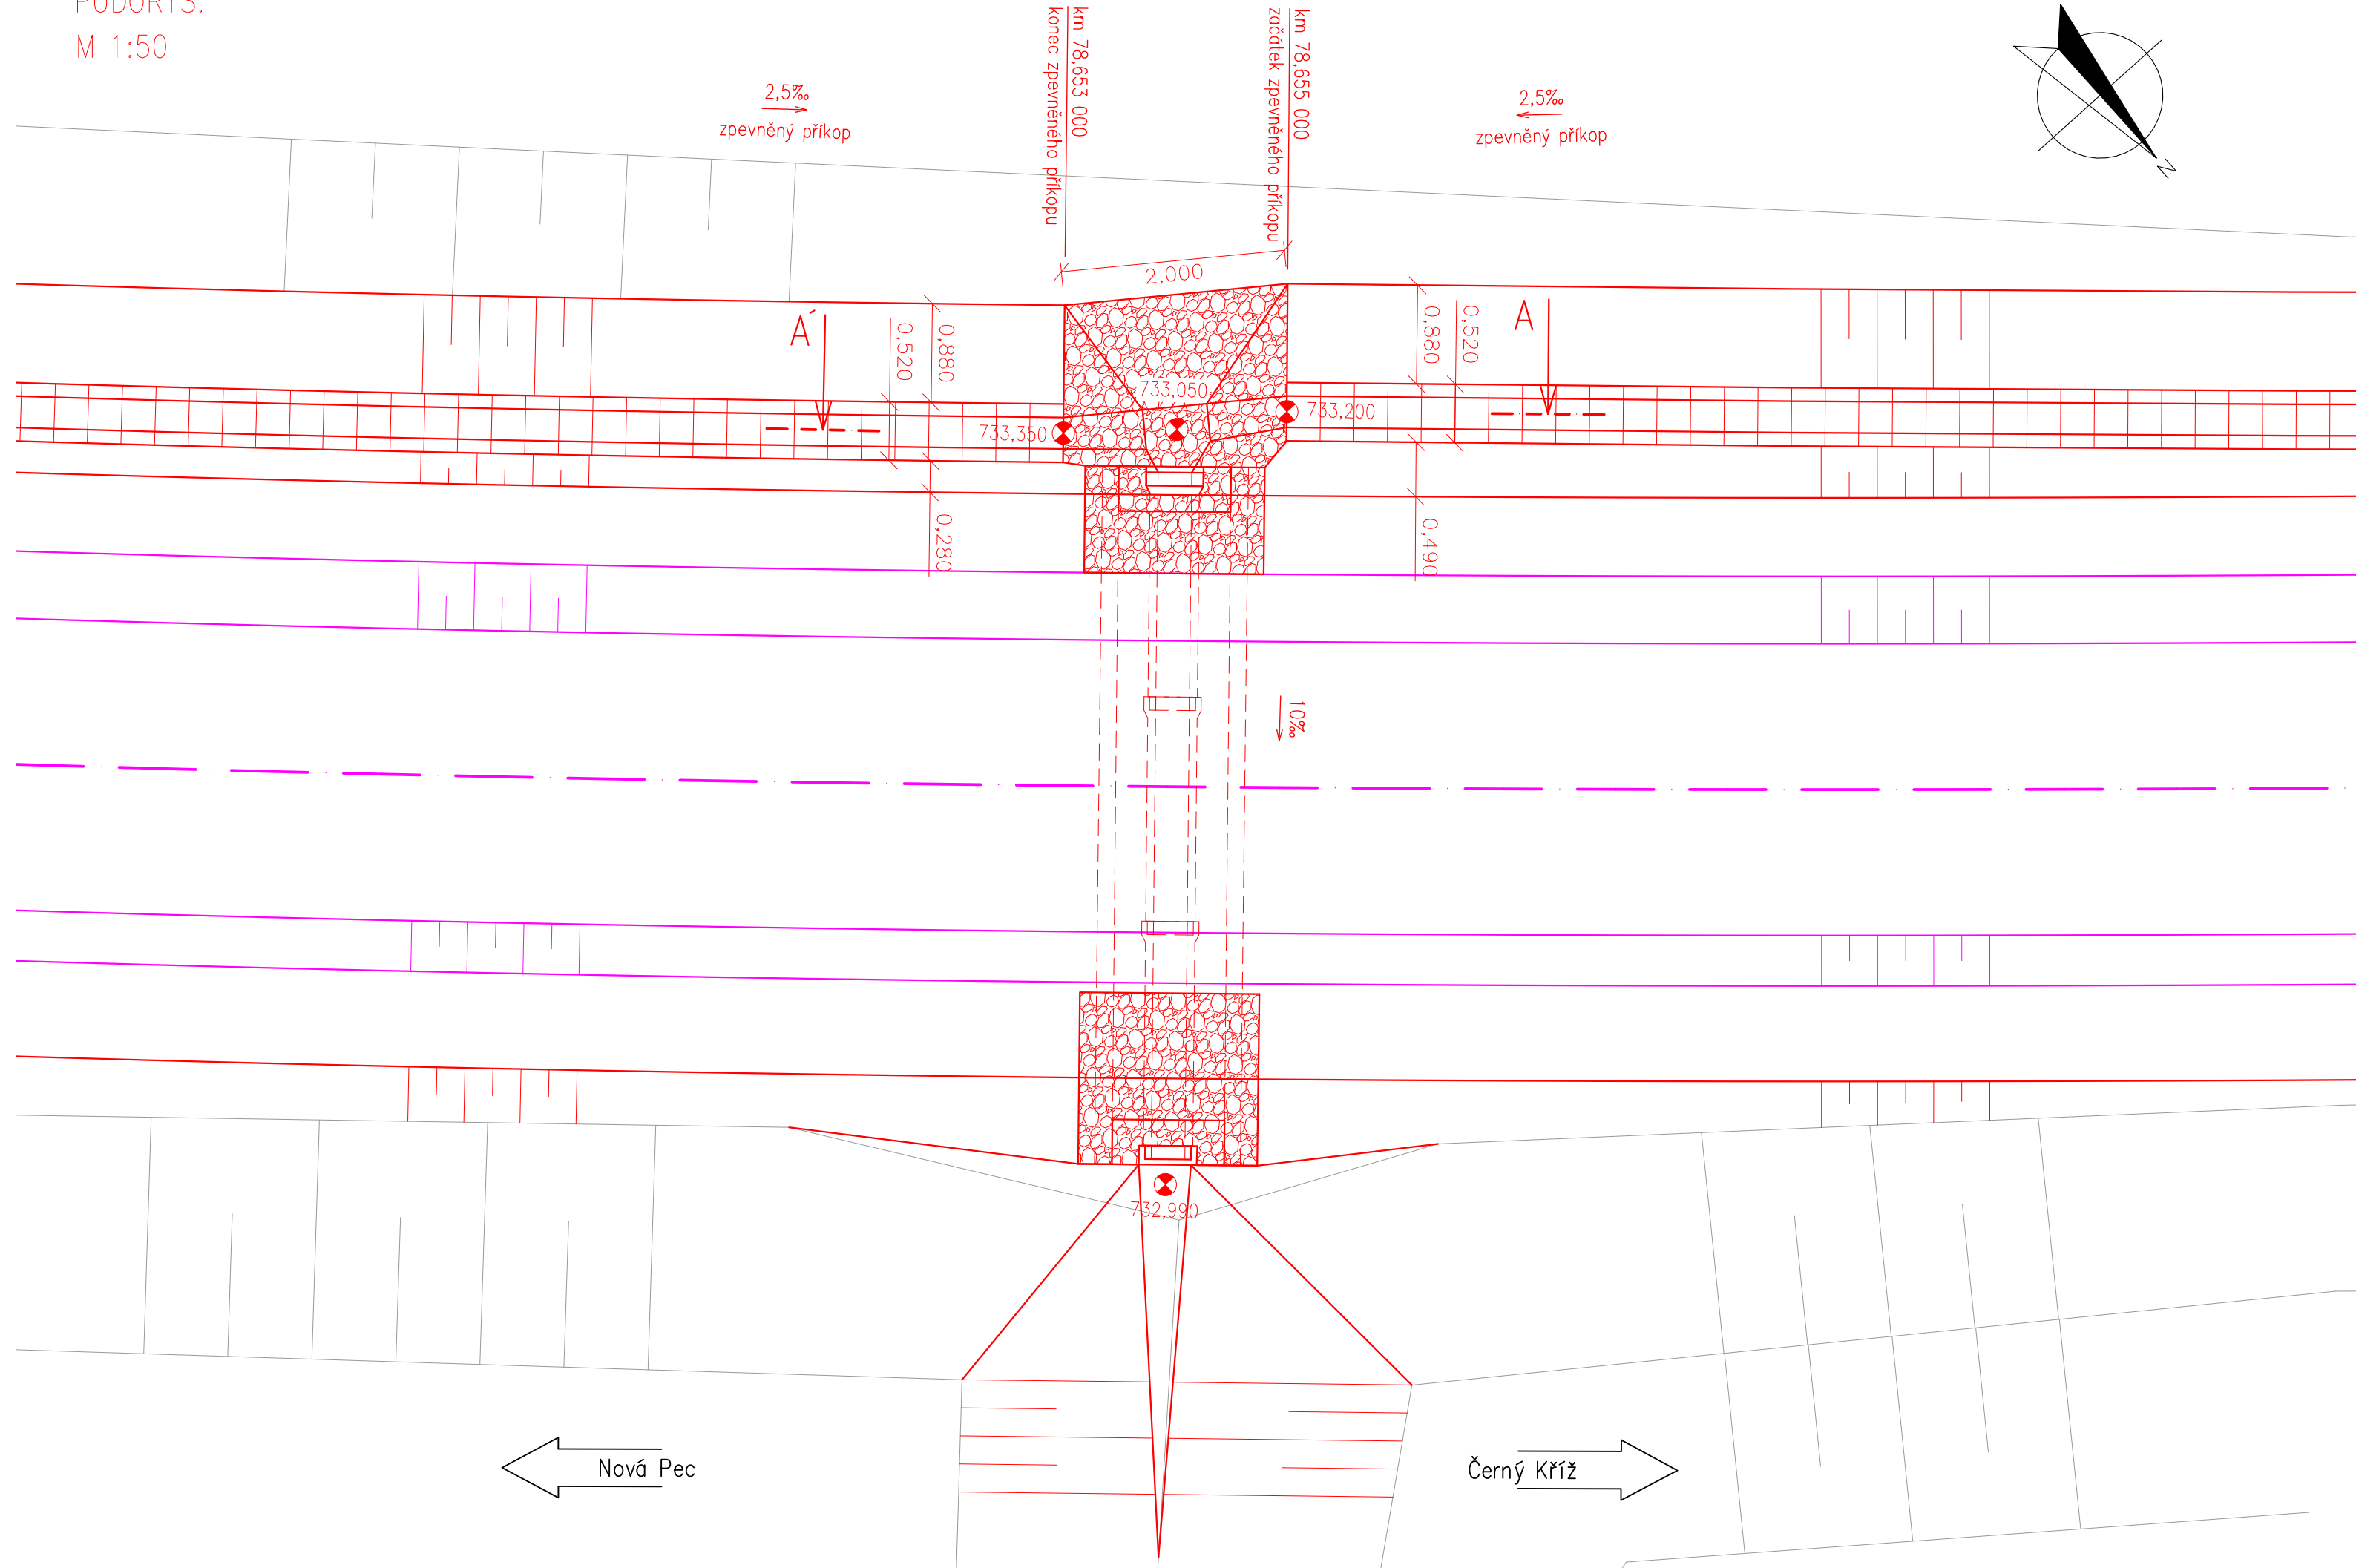 PŮDORYS:
M 1:50
2,5‰
zpevněný příkop
km 78,653 000
konec zpevněného příkopu
km 78,655 000
začátek zpevněného příkopu
2,5‰
zpevněný příkop
N
2,000
A´
0,520
0,880
0,880
0,520
A
733,050
733,350
733,200
0,280
0,490
10‰
732,990
Nová Pec
Černý Kříž